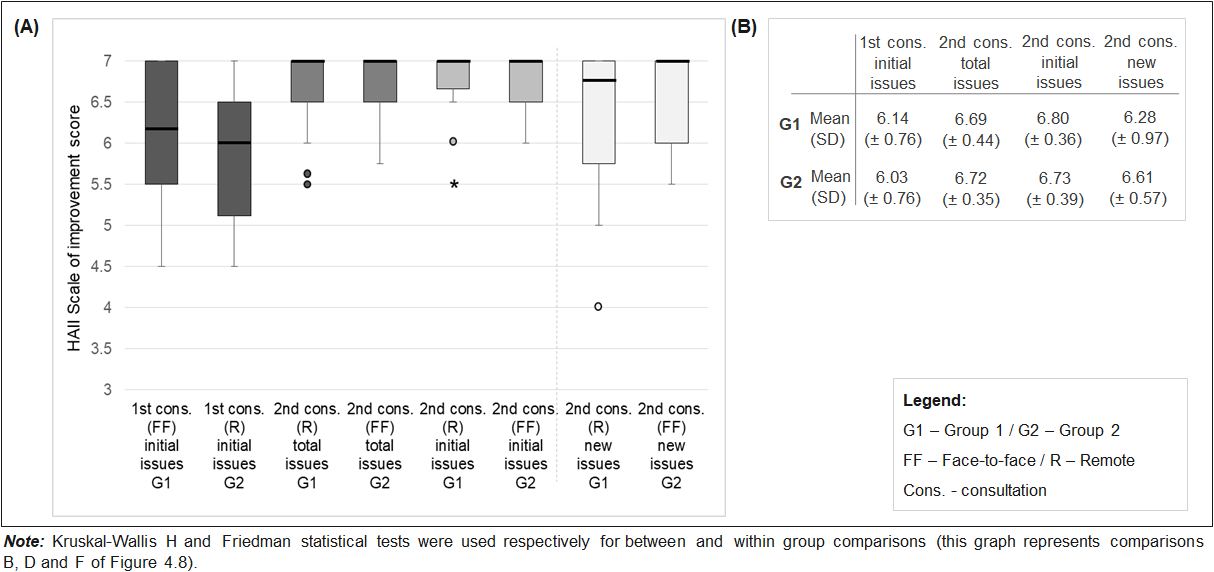 (A)
HAII Scale of improvement score
7
6.5
6
5.5
5
4.5
4
3.5
3
*
1st cons.
(FF)
initial
issues
G1
1st cons.
(R)
initial
issues
G2
2nd cons.
(R)
total
issues
G1
2nd cons.
(FF)
total
issues
G2
2nd cons.
(R)
initial
issues
G1
2nd cons.
(FF)
initial
issues
G2
2nd cons.
(R)
new
issues
G1
2nd cons.
(FF)
new
issues
G2
(B)
1st cons. 2nd cons. 2nd cons. 2nd cons.
initial total initial new
issues issues issues issues
G1 Mean 6.14 6.69 6.80 6.28
(SD) (± 0.76) (± 0.44) (± 0.36) (± 0.97)
G2 Mean 6.03 6.72 6.73 6.61
(SD) (± 0.76) (± 0.35) (± 0.39) (± 0.57)
Legend:
G1 – Group 1 / G2 – Group 2
FF – Face-to-face / R – Remote
Cons. - consultation
Note: Kruskal-Wallis H and Friedman statistical tests were used respectively for between and within group comparisons (this graph represents comparisons
B, D and F of Figure 4.8).